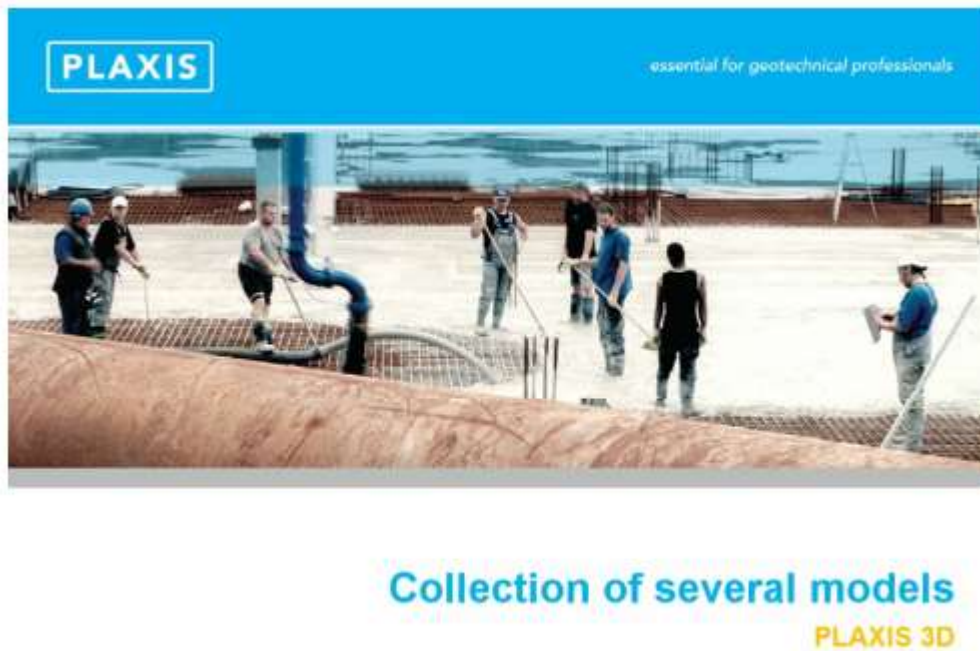 PLAXIS
essential for geotechnical professionals
Collection of several models
PLAXIS 3D